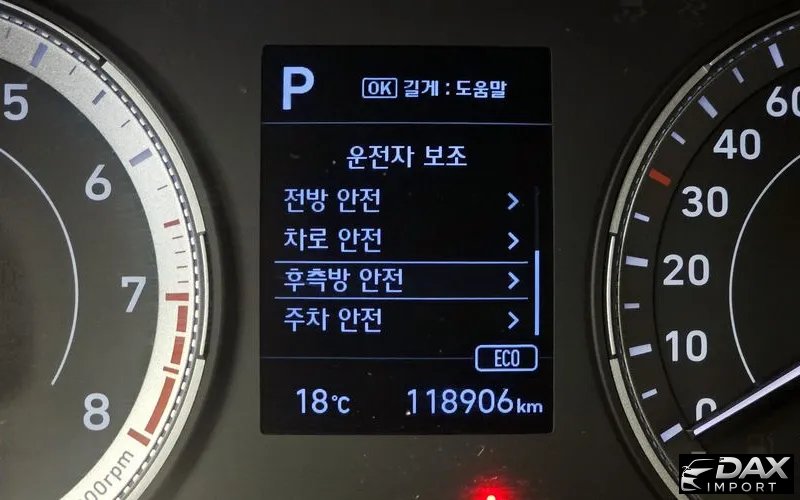 P
OK 길게 : 도움말
운전자 보조
전방 안전
차로 안전
후측방 안전
주차 안전
ECO
18℃ 118906km
5
6
7
8
00rpm
60
40
30
20
10
0
DAX
IMPORT